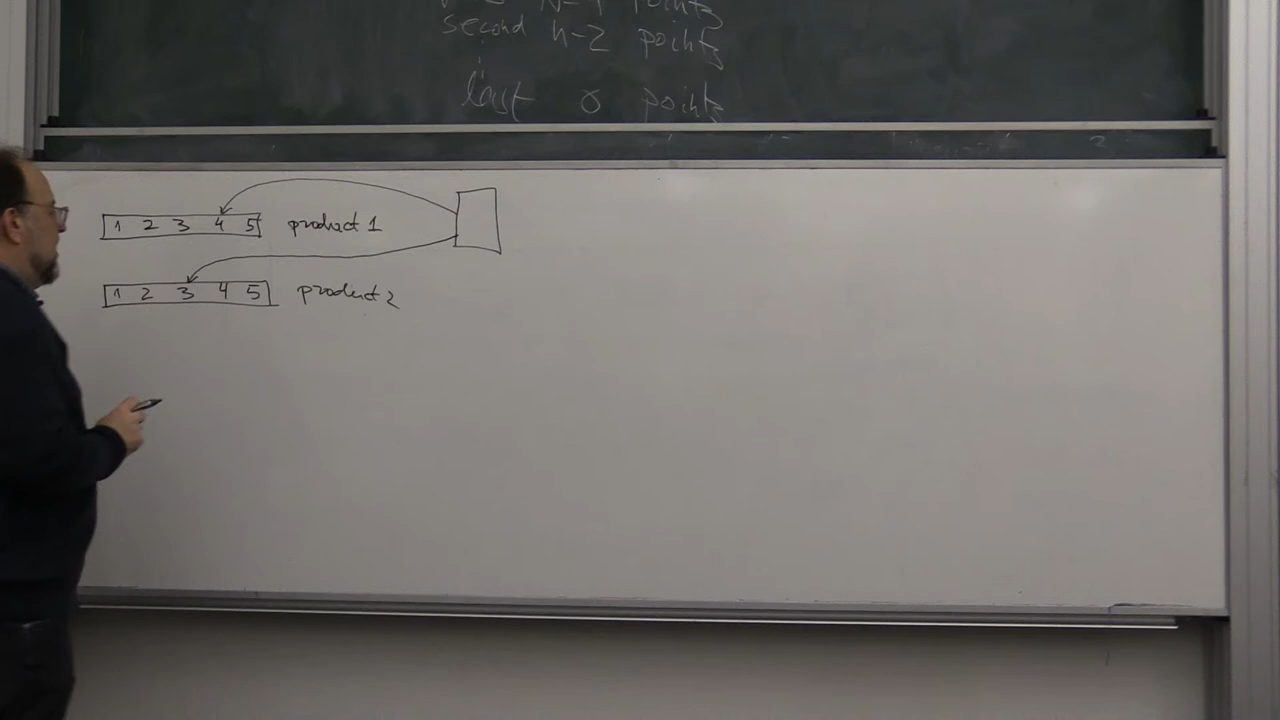 points
second n-2 points
last 0 points
1 2 3 4 5 product 1
1 2 3 4 5 product 2